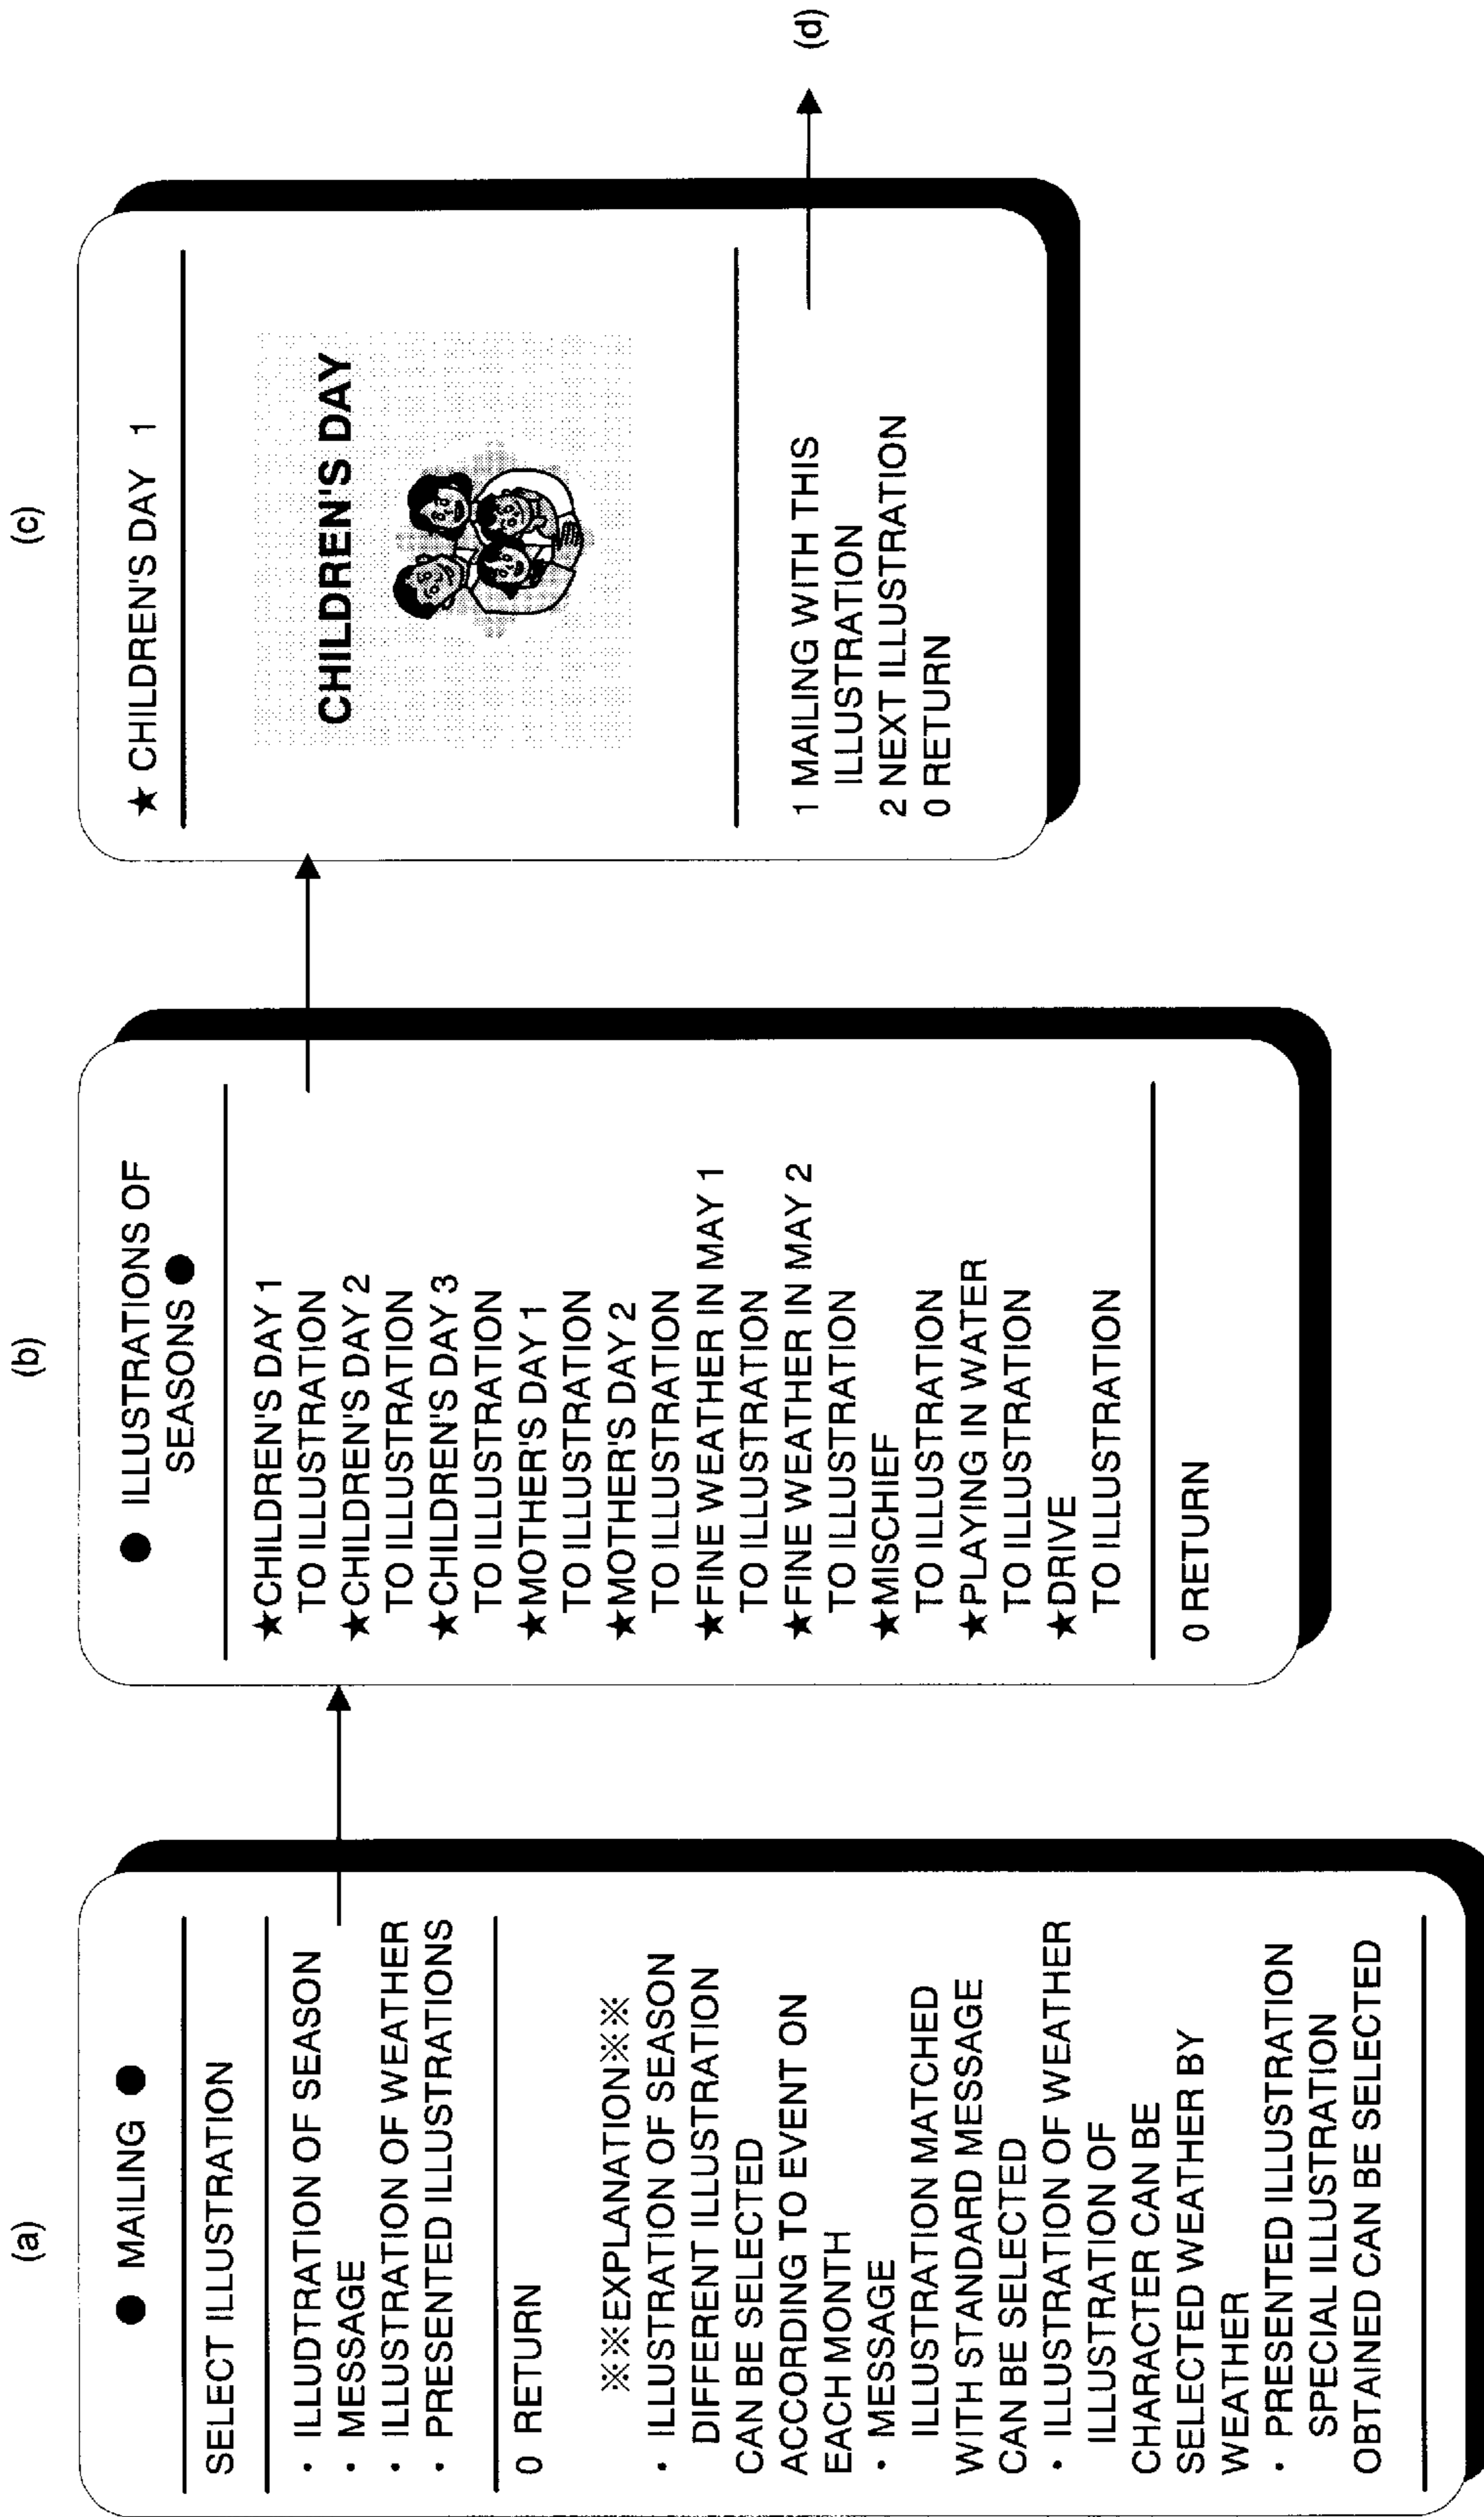 (a)
● MAILING ●
SELECT ILLUSTRATION
· ILLUDTRATION OF SEASON
· MESSAGE
· ILLUSTRATION OF WEATHER
· PRESENTED ILLUSTRATIONS
0 RETURN
※※EXPLANATION※※
· ILLUSTRATION OF SEASON
DIFFERENT ILLUSTRATION
CAN BE SELECTED
ACCORDING TO EVENT ON
EACH MONTH
· MESSAGE
ILLUSTRATION MATCHED
WITH STANDARD MESSAGE
CAN BE SELECTED
· ILLUSTRATION OF WEATHER
ILLUSTRATION OF
CHARACTER CAN BE
SELECTED WEATHER BY
WEATHER
· PRESENTED ILLUSTRATION
SPECIAL ILLUSTRATION
OBTAINED CAN BE SELECTED
(b)
● ILLUSTRATIONS OF
SEASONS ●
★CHILDREN'S DAY 1
TO ILLUSTRATION
★CHILDREN'S DAY 2
TO ILLUSTRATION
★CHILDREN'S DAY 3
TO ILLUSTRATION
★MOTHER'S DAY 1
TO ILLUSTRATION
★MOTHER'S DAY 2
TO ILLUSTRATION
★FINE WEATHER IN MAY 1
TO ILLUSTRATION
★FINE WEATHER IN MAY 2
TO ILLUSTRATION
★MISCHIEF
TO ILLUSTRATION
★PLAYING IN WATER
TO ILLUSTRATION
★DRIVE
TO ILLUSTRATION
0 RETURN
(c)
★ CHILDREN'S DAY 1
CHILDREN'S DAY
1 MAILING WITH THIS
ILLUSTRATION
2 NEXT ILLUSTRATION
0 RETURN
(d)